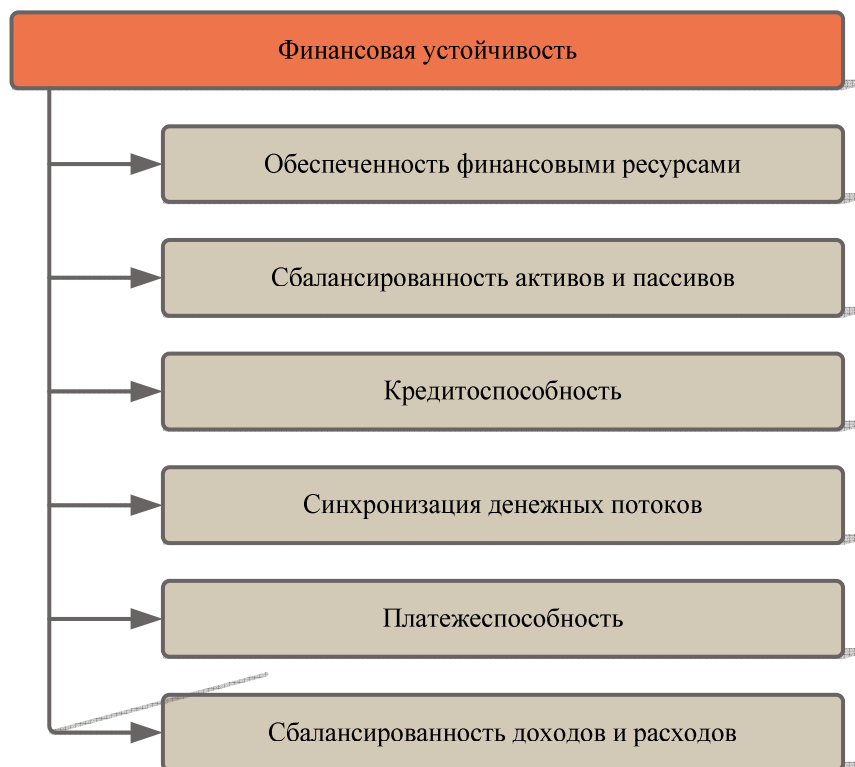 Финансовая устойчивость
Обеспеченность финансовыми ресурсами
Сбалансированность активов и пассивов
Кредитоспособность
Синхронизация денежных потоков
Платежеспособность
Сбалансированность доходов и расходов